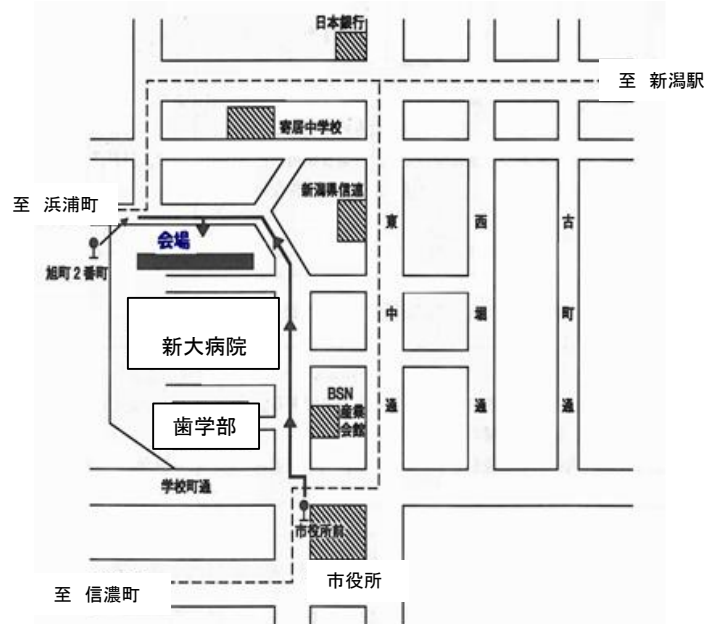 日本銀行
至 新潟駅
寄居中学校
新潟県信連
至 浜浦町
会場
旭町2番町
東中通
西堀通
古町通
新大病院
BSN
産業
会館
歯学部
学校町通
市役所前
市役所
至 信濃町